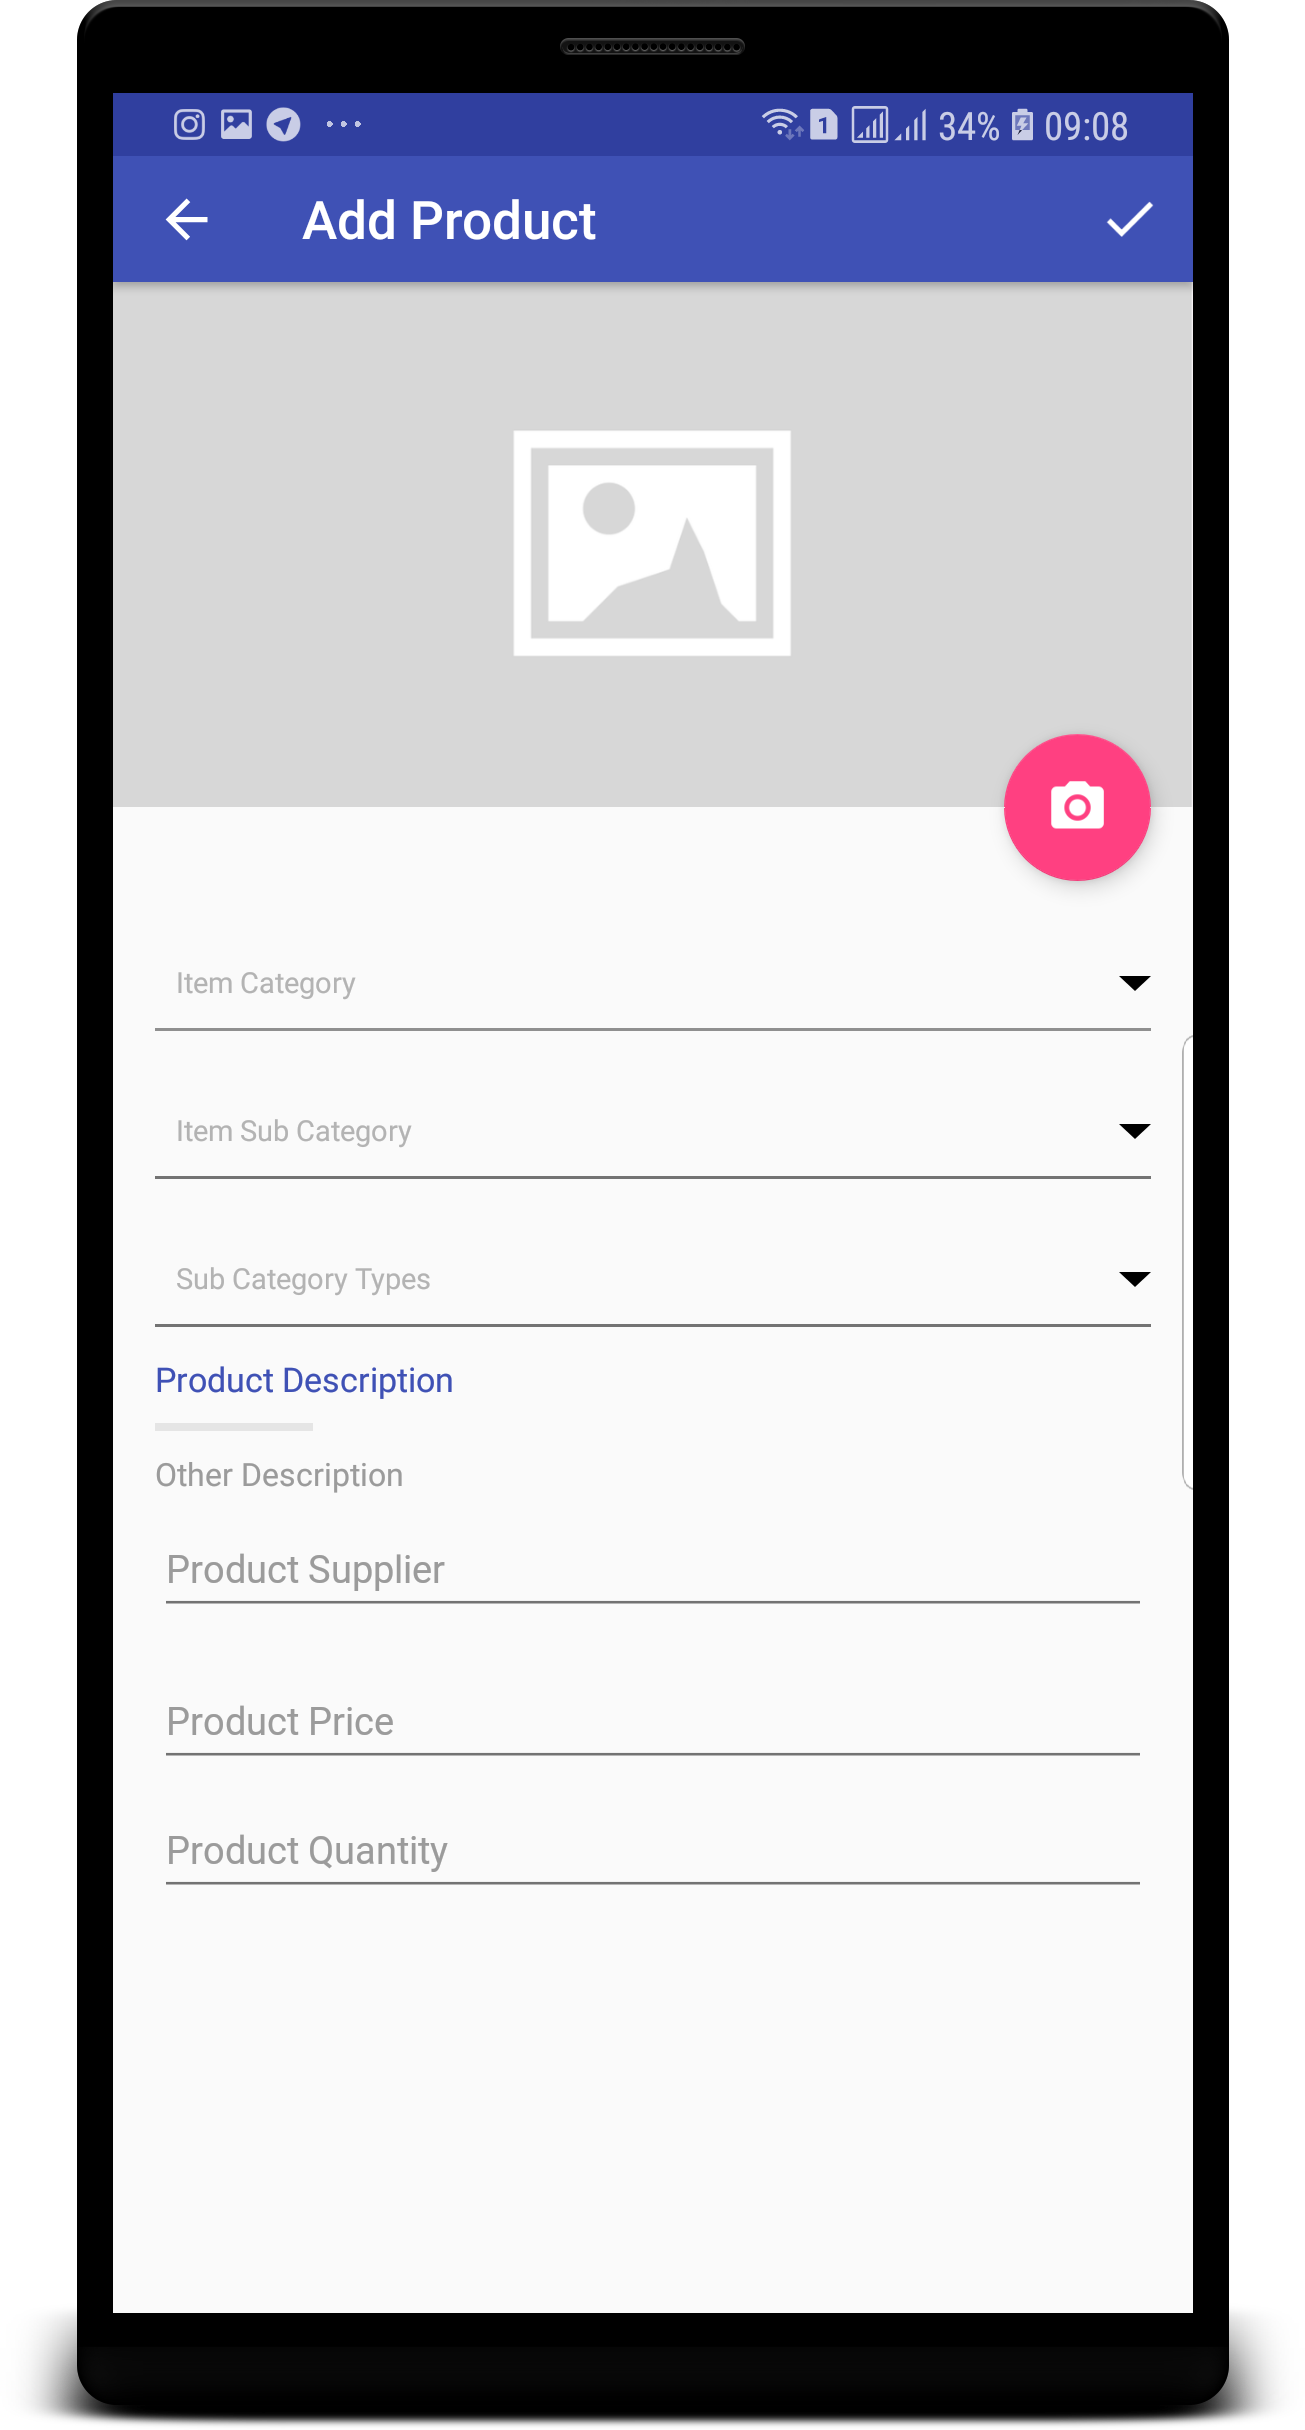 1 34% 09:08
Add Product
Item Category
Item Sub Category
Sub Category Types
Product Description
Other Description
Product Supplier
Product Price
Product Quantity